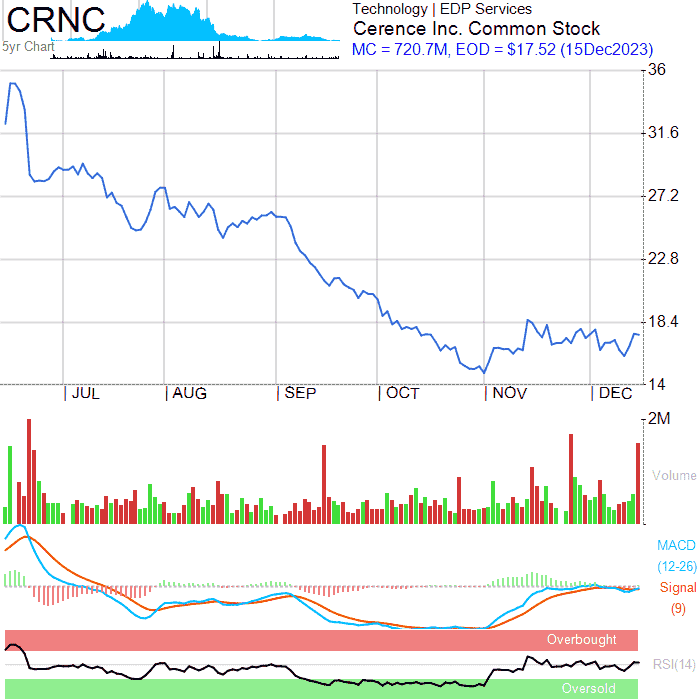 CRNC
5yr Chart
Technology | EDP Services
Cerence Inc. Common Stock
MC = 720.7M, EOD = $17.52 (15Dec2023)
36
31.6
27.2
22.8
18.4
14
| JUL | AUG | SEP | OCT | NOV | DEC
2M
Volume
MACD
(12-26)
Signal
(9)
Overbought
RSI(14)
Oversold